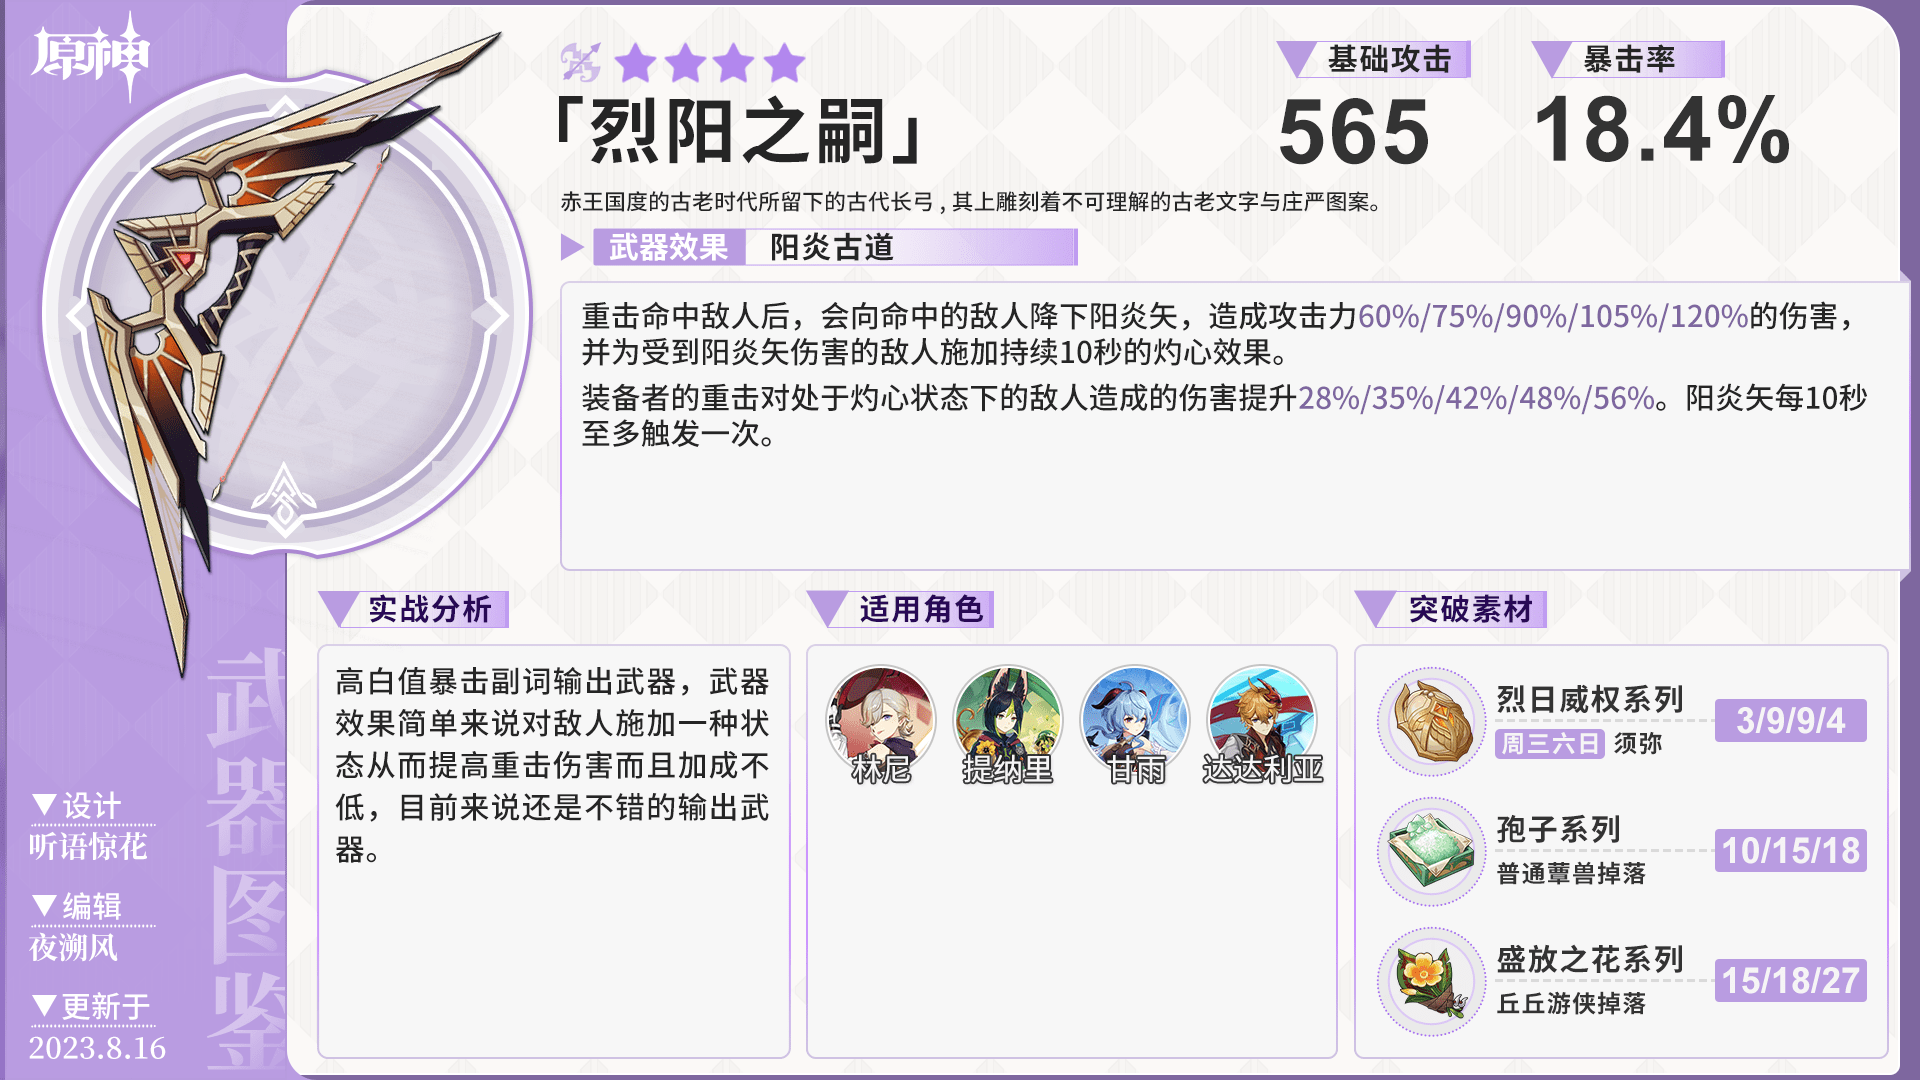 原神
「烈阳之嗣」
基础攻击
565
暴击率
18.4%
赤王国度的古老时代所留下的古代长弓，其上雕刻着不可理解的古老文字与庄严图案。
武器效果
阳炎古道
重击命中敌人后，会向命中的敌人降下阳炎矢，造成攻击力60%/75%/90%/105%/120%的伤害，
并为受到阳炎矢伤害的敌人施加持续10秒的灼心效果。
装备者的重击对处于灼心状态下的敌人造成的伤害提升28%/35%/42%/48%/56%。阳炎矢每10秒
至多触发一次。
实战分析
高白值暴击副词输出武器，武器
效果简单来说对敌人施加一种状
态从而提高重击伤害而且加成不
低，目前来说还是不错的输出武
器。
适用角色
林尼
提纳里
甘雨
达达利亚
突破素材
烈日威权系列
周三六日 须弥
3/9/9/4
孢子系列
普通蕈兽掉落
10/15/18
盛放之花系列
丘丘游侠掉落
15/18/27
▼设计
听语惊花
▼编辑
夜溯风
▼更新于
2023.8.16
武器图鉴